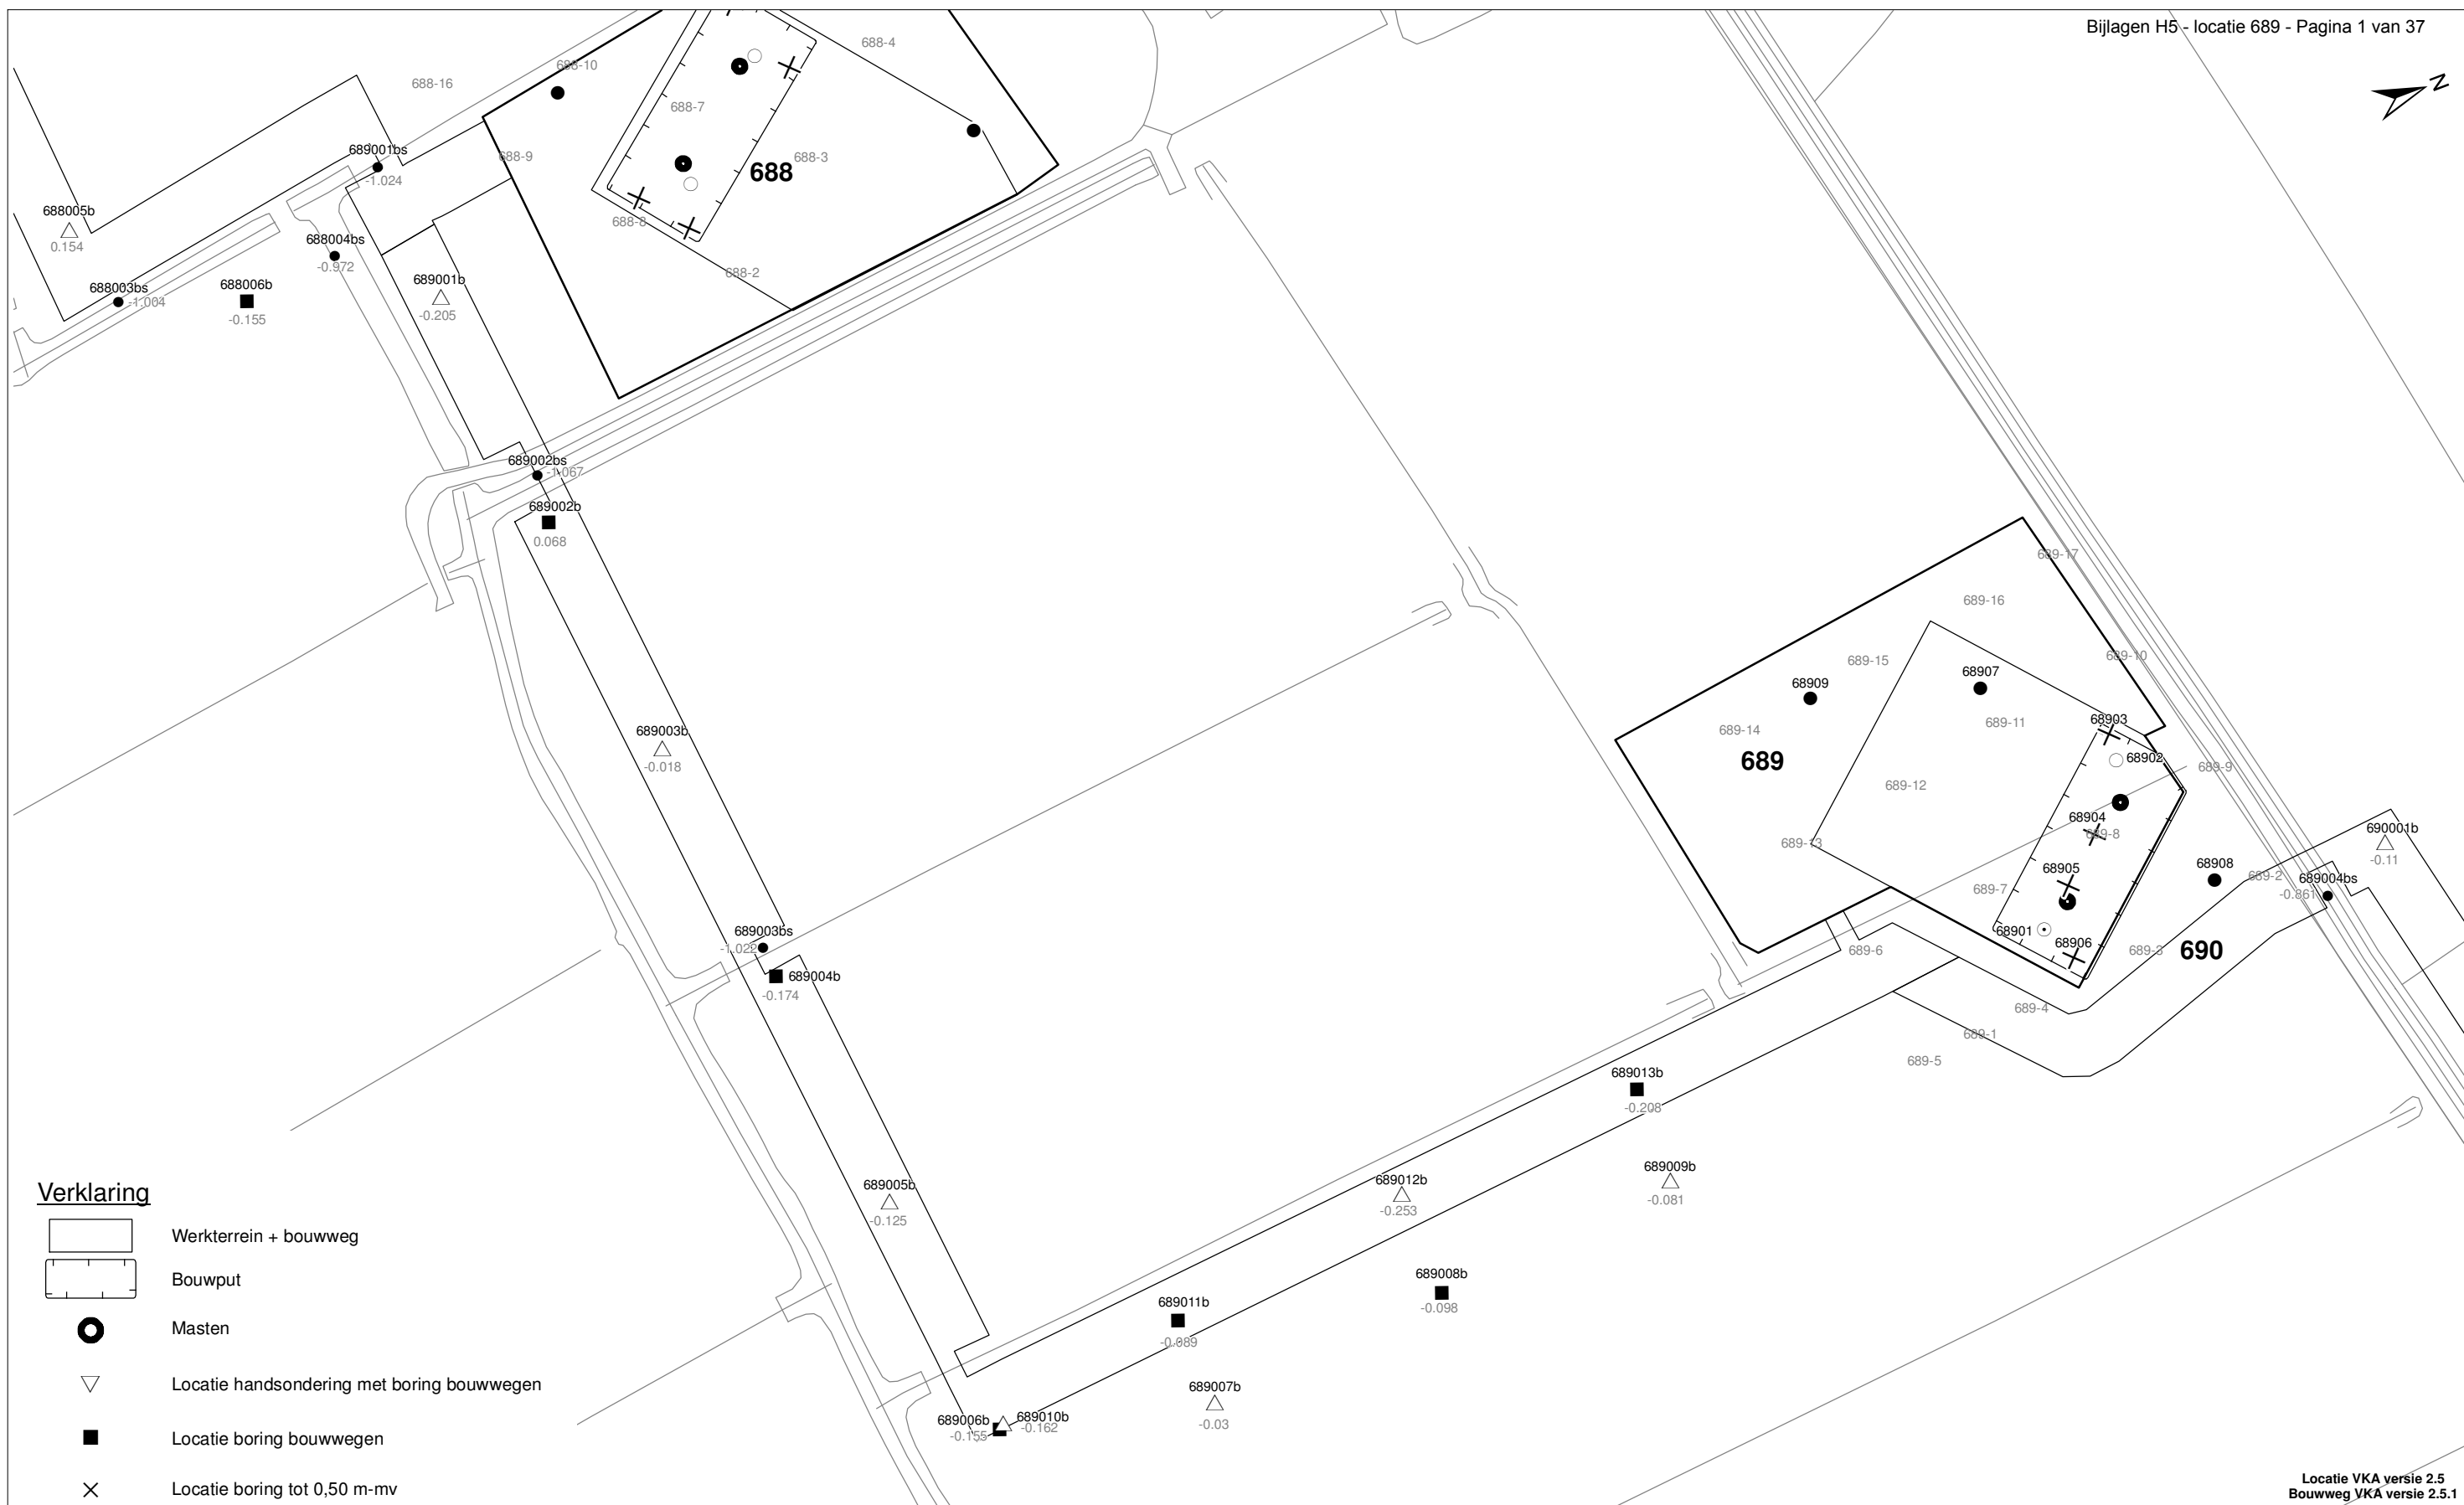 Bijlagen H5 - locatie 689 - Pagina 1 van 37
N
688-4
688-10
688-16
688-7
688-9
688-3
688
689001bs
-1.024
688005b
0.154
688-8
688004bs
-0.972
688-2
689001b
-0.205
688003bs
-1.004
688006b
-0.155
689002bs
-1.067
689002b
0.068
689-17
689-16
689-10
689-15
68907
68909
689-11
68903
689-14
689
68902
689-9
689003b
-0.018
689-12
68904
689-8
689-13
690001b
-0.11
68905
68908
689-2
689004bs
-0.861
689-7
68901
68906
689-3
690
689-6
689003bs
-1.022
689004b
-0.174
689-4
689-1
689-5
689013b
-0.208
689005b
-0.125
689012b
-0.253
689009b
-0.081
689008b
-0.098
689011b
-0.089
689007b
-0.03
689006b
-0.155
689010b
-0.162
Verklaring
Werkterrein + bouwweg
Bouwput
Masten
Locatie handsondering met boring bouwwegen
Locatie boring bouwwegen
Locatie boring tot 0,50 m-mv
Locatie VKA versie 2.5
Bouwweg VKA versie 2.5.1